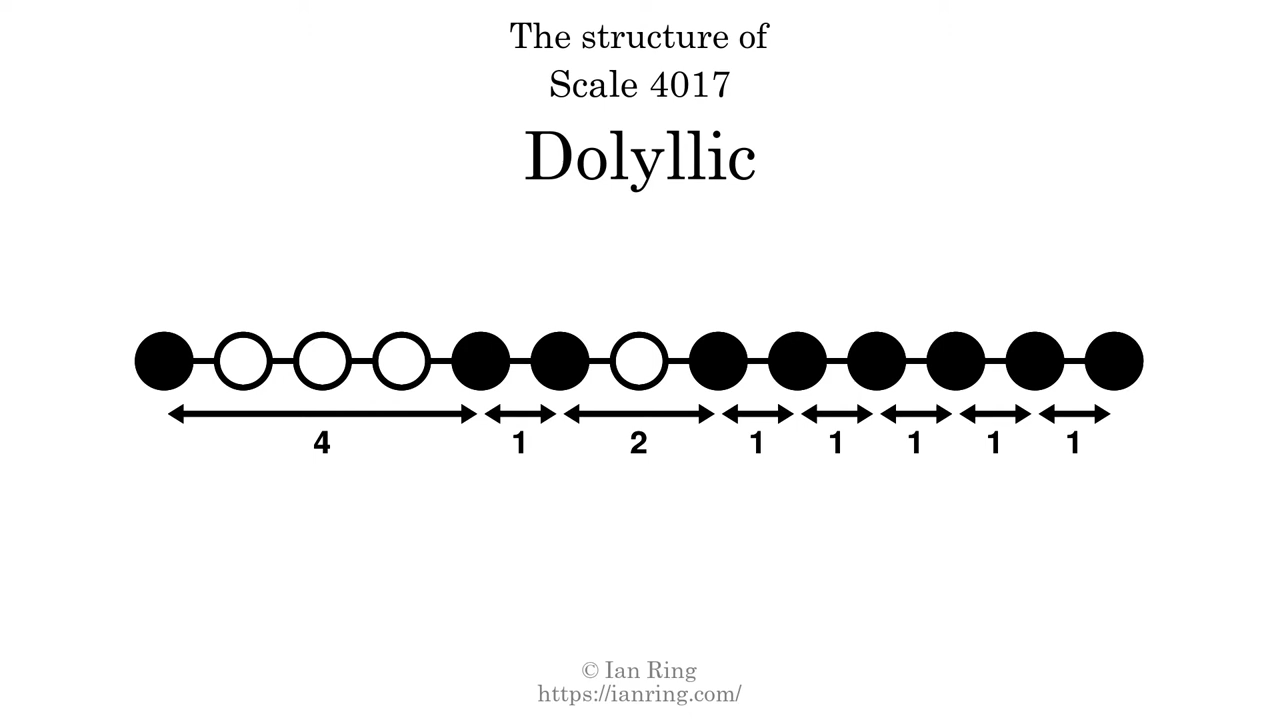 The structure of
Scale 4017
Dolyllic
4 1 2 1 1 1 1 1
© Ian Ring
https://ianring.com/